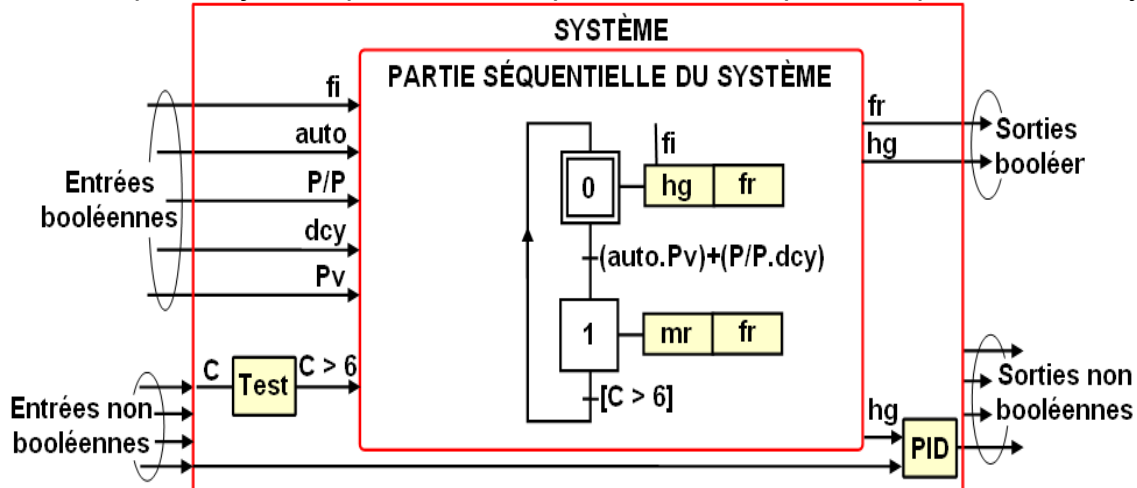 SYSTÈME
PARTIE SÉQUENTIELLE DU SYSTÈME
fi
auto
P/P
dcy
Pv
Entrées
booléennes
fi
0
hg
fr
(auto.Pv)+(P/P.dcy)
1
mr
fr
[C > 6]
fr
hg
Sorties
booléer
C
Test
C > 6
Entrées non
booléennes
hg
PID
Sorties non
booléennes